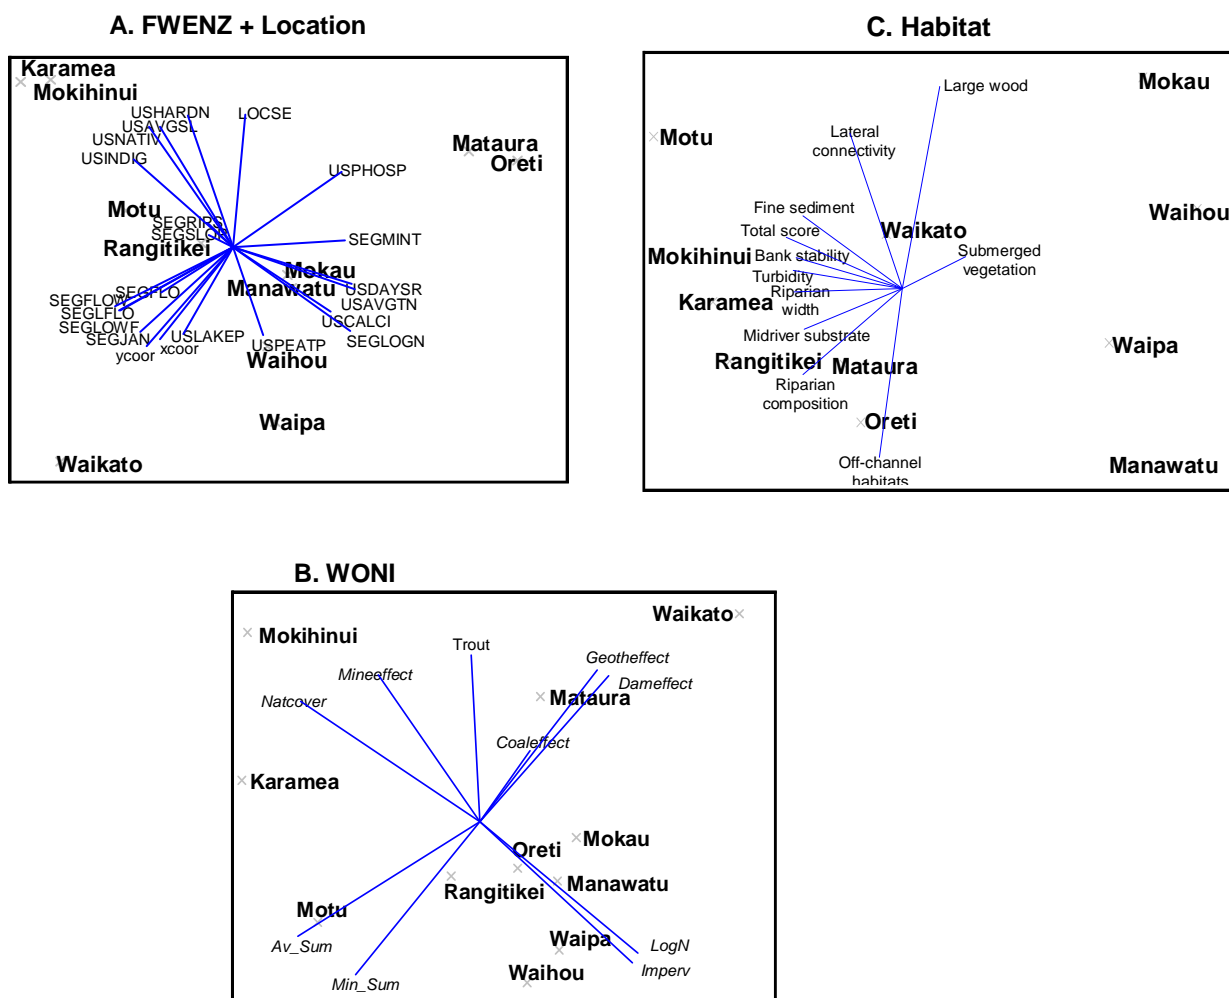 A. FWENZ + Location
Karamea
Mokihinui
USHARDN
LOCSE
USAVGSL
USNATIV
USINDIG
Mataura
Oreti
USPHOSP
Motu
SEGRIPS
SEGSLOP
Rangitikei
SEGMINT
Mokau
Manawatu
USDAYSR
SEGFLO
SEGFLOW
USAVGTN
SEGLFLO
USCALCI
SEGLOWF
SEGJAN
USLAKEP
USPEATP
SEGLOGN
ycoor
xcoor
Waihou
Waipa
Waikato
C. Habitat
Large wood
Mokau
Motu
Lateral
connectivity
Fine sediment
Waihou
Total score
Waikato
Mokihinui
Bank stability
Submerged
vegetation
Turbidity
Karamea
Riparian
width
Midriver substrate
Waipa
Rangitikei
Mataura
Riparian
composition
Oreti
Off-channel
habitats
Manawatu
B. WONI
Waikato
Mokihinui
Trout
Geotheffect
Mineeffect
Dameffect
Natcover
Mataura
Coaleffect
Karamea
Mokau
Oreti
Manawatu
Rangitikei
Motu
Av_Sum
Waipa
LogN
Waihou
Imperv
Min_Sum